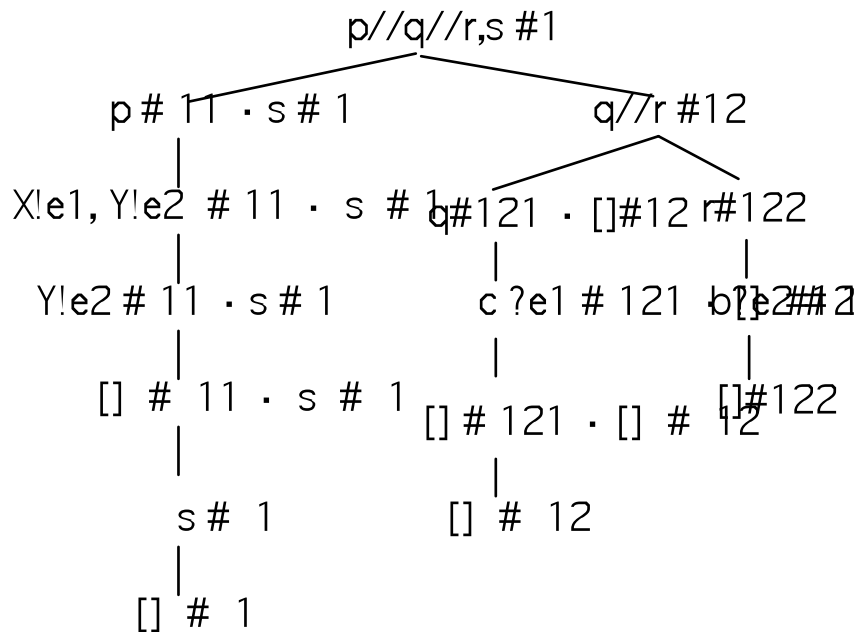 p//q//r,s #1
p # 11 · s # 1
q//r #12
X!e1, Y!e2 # 11 · s # 1
q#121 · []#12
r#122
Y!e2 # 11 · s # 1
c ?e1 # 121 ·
[] # 11 · s # 1
[]#122
[] # 121 · [] # 12
s # 1
[] # 12
[] # 1